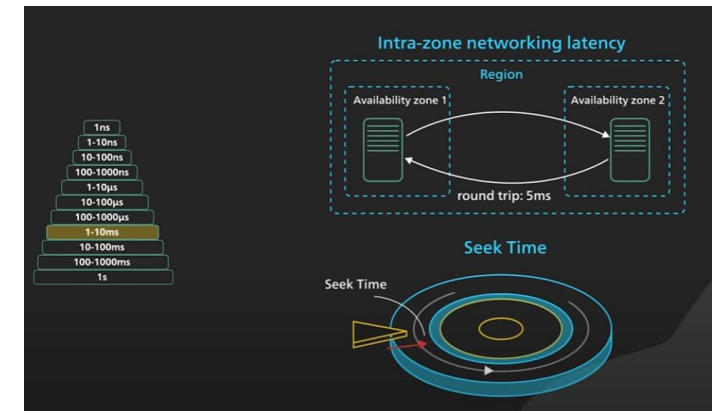 Intra-zone networking latency
Region
Availability zone 1
Availability zone 2
round trip: 5ms
1ns
1-10ns
10-100ns
100-1000ns
1-10μs
10-100μs
100-1000μs
1-10ms
10-100ms
100-1000ms
1s
Seek Time
Seek Time